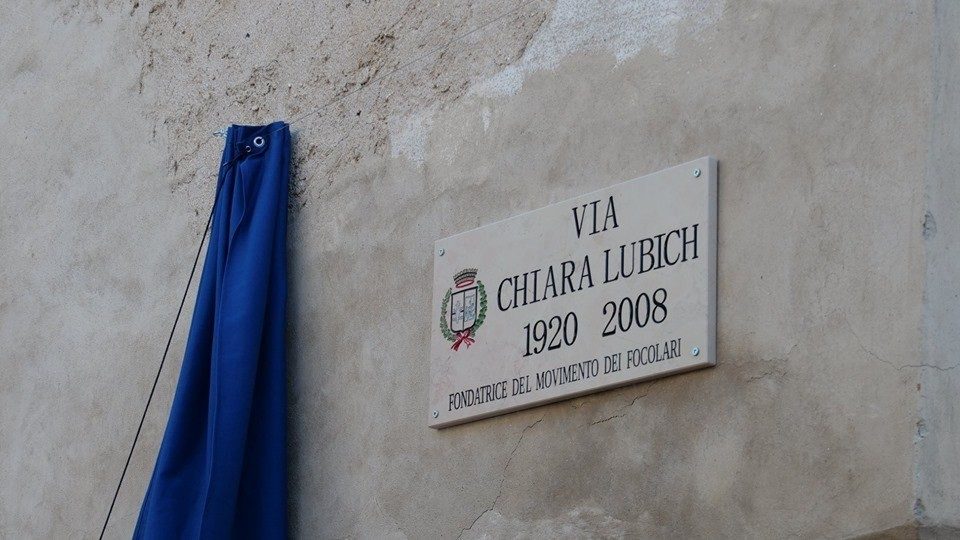 VIA
CHIARA LUBICH
1920 2008
FONDATRICE DEL MOVIMENTO DEI FOCOLARI